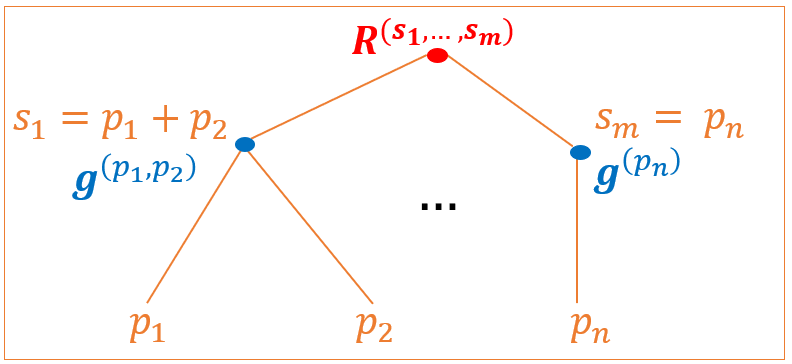 R^{(s_1,…,s_m)}
s_1 = p_1 + p_2
s_m = p_n
g^{(p_1,p_2)}
g^{(p_n)}
...
p_1 p_2 p_n